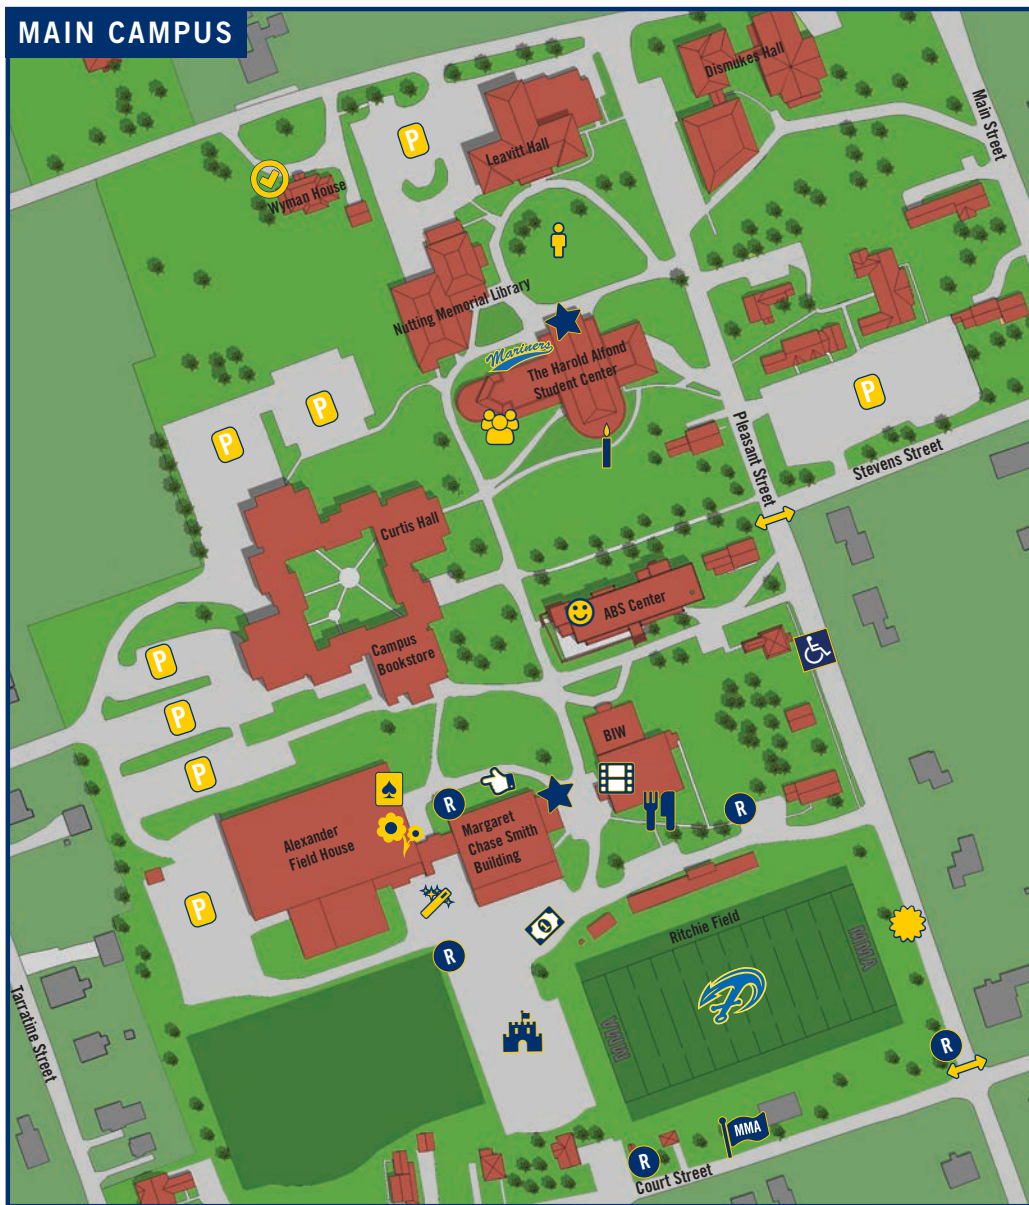 MAIN CAMPUS
Dismukes Hall
Main Street
P
Leavitt Hall
Wyman House
Nutting Memorial Library
Mariners
The Harold Alfond
Student Center
P
P
P
Pleasant Street
Stevens Street
Curtis Hall
ABS Center
Campus
Bookstore
P
P
P
BIW
R
R
Margaret
Chase Smith
Building
Alexander
Field House
P
1
Ritchie Field
MMA
R
Tarratine Street
MMA
R
MMA
R
Court Street